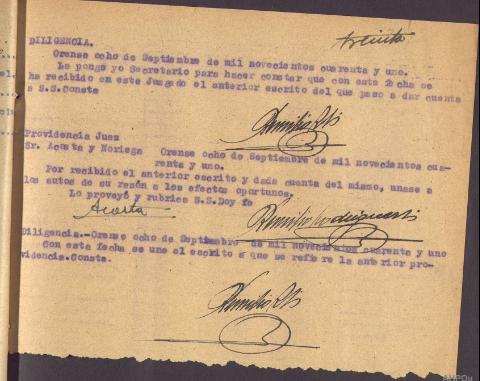 treinta
DILIGENCIA.
Orense ocho de Septiembre de mil novecientos cuarenta y uno.
La pongo yo Secretario para hacer constar que con esta fecha se
ha recibido en este Juzgado el anterior escrito del que paso a dar cuenta
a S.S.Conste
Providencia Juez
Sr. Acosta y Noriega Orense ocho de Septiembre de mil novecientos cua-
renta y uno.
Por recibido el anterior escrito y dada cuenta del mismo, unase a
los autos de su razón a los efectos oportunos.
Lo proveyó y rubrica S.S.Doy fe
Acosta
Diligencia.-Orense ocho de Septiembre de mil novecientos cuarenta y uno
Con esta fecha se une el escrito a que se refiere la anterior pro-
videncia.Conste.